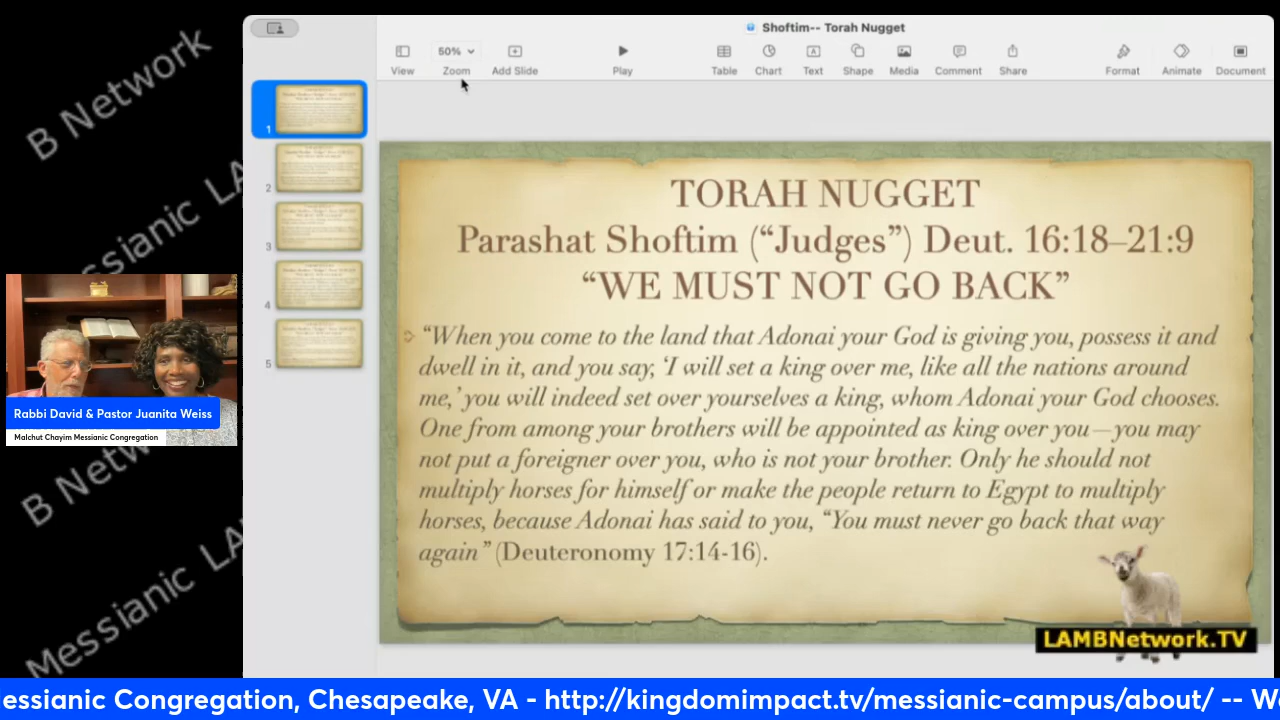 B Network
Messianic LA
B Netw
Messianic LA
Shoftim-- Torah Nugget
50%
View
Zoom
Add Slide
Play
Table
Chart
Text
Shape
Media
Comment
Share
Format
Animate
Document
1
2
3
4
5
TORAH NUGGET
Parashat Shoftim (“Judges”) Deut. 16:18–21:9
“WE MUST NOT GO BACK”
“When you come to the land that Adonai your God is giving you, possess it and
dwell in it, and you say, ‘I will set a king over me, like all the nations around
me,’ you will indeed set over yourselves a king, whom Adonai your God chooses.
One from among your brothers will be appointed as king over you—you may
not put a foreigner over you, who is not your brother. Only he should not
multiply horses for himself or make the people return to Egypt to multiply
horses, because Adonai has said to you, “You must never go back that way
again” (Deuteronomy 17:14-16).
LAMBNetwork.TV
Rabbi David & Pastor Juanita Weiss
Malchut Chayim Messianic Congregation
essianic Congregation, Chesapeake, VA - http://kingdomimpact.tv/messianic-campus/about/ -- W